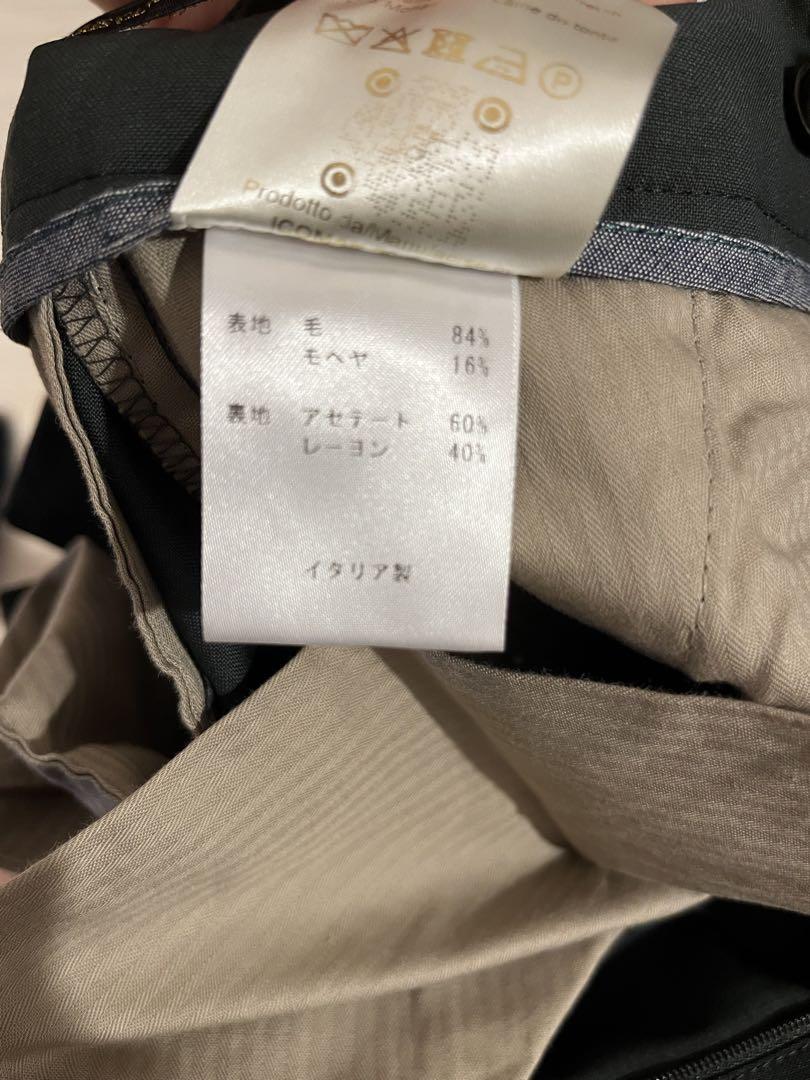 P
Prodotto da/Manu
表地 毛 84%
モヘヤ 16%
裏地 アセテート 60%
レーヨン 40%
イタリア製